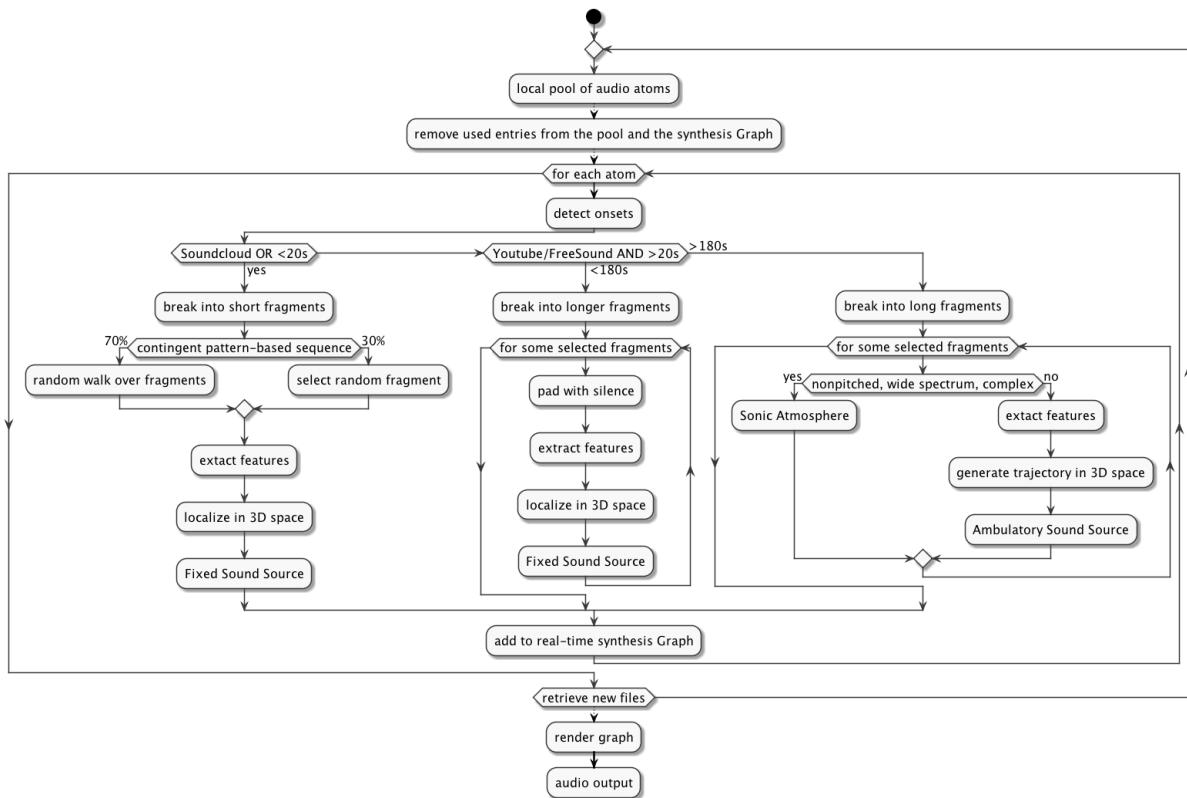 local pool of audio atoms
remove used entries from the pool and the synthesis Graph
for each atom
detect onsets
Soundcloud OR <20s
yes
break into short fragments
contingent pattern-based sequence
70%
30%
random walk over fragments
select random fragment
extact features
localize in 3D space
Fixed Sound Source
Youtube/FreeSound AND >20s
>180s
<180s
break into longer fragments
for some selected fragments
pad with silence
extract features
localize in 3D space
Fixed Sound Source
break into long fragments
for some selected fragments
nonpitched, wide spectrum, complex
yes
no
Sonic Atmosphere
extact features
generate trajectory in 3D space
Ambulatory Sound Source
add to real-time synthesis Graph
retrieve new files
render graph
audio output